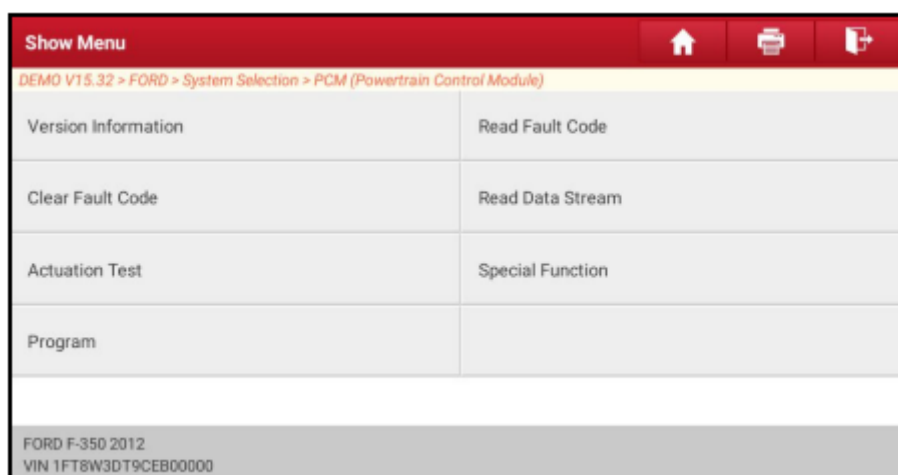 Show Menu
DEMO V15.32 > FORD > System Selection > PCM (Powertrain Control Module)
Version Information
Read Fault Code
Clear Fault Code
Read Data Stream
Actuation Test
Special Function
Program
FORD F-350 2012
VIN 1FT8W3DT9CEB00000